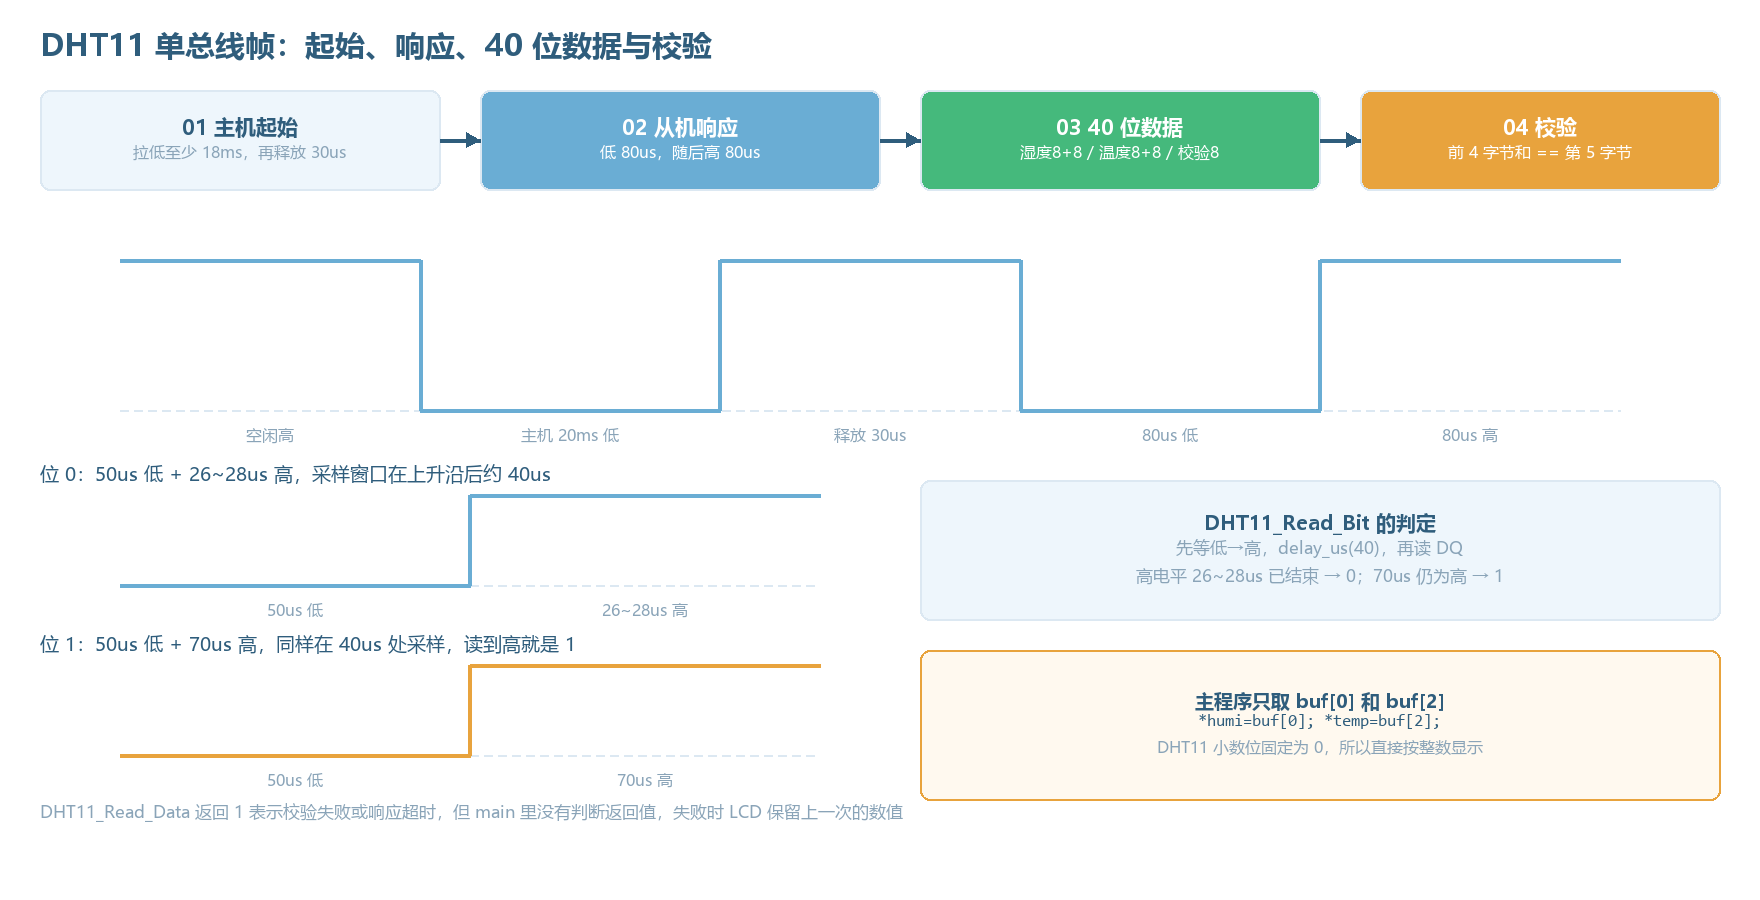 DHT11 单总线帧：起始、响应、40 位数据与校验
01 主机起始
拉低至少 18ms，再释放 30us
02 从机响应
低 80us，随后高 80us
03 40 位数据
湿度8+8 / 温度8+8 / 校验8
04 校验
前 4 字节和 == 第 5 字节
空闲高
主机 20ms 低
释放 30us
80us 低
80us 高
位 0：50us 低 + 26~28us 高，采样窗口在上升沿后约 40us
50us 低
26~28us 高
DHT11_Read_Bit 的判定
先等低→高，delay_us(40)，再读 DQ
高电平 26~28us 已结束 → 0；70us 仍为高 → 1
位 1：50us 低 + 70us 高，同样在 40us 处采样，读到高就是 1
50us 低
70us 高
主程序只取 buf[0] 和 buf[2]
*humi=buf[0]; *temp=buf[2];
DHT11 小数位固定为 0，所以直接按整数显示
DHT11_Read_Data 返回 1 表示校验失败或响应超时，但 main 里没有判断返回值，失败时 LCD 保留上一次的数值